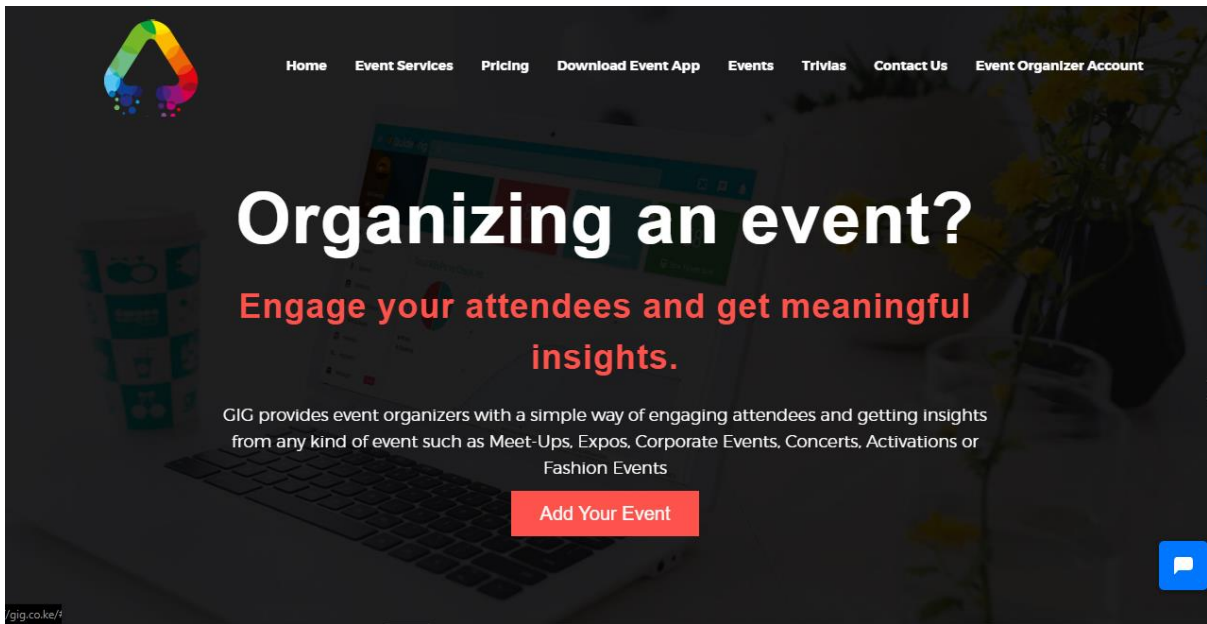 Home Event Services Pricing Download Event App Events Trivias Contact Us Event Organizer Account
Organizing an event?
Engage your attendees and get meaningful
insights.
GIG provides event organizers with a simple way of engaging attendees and getting insights
from any kind of event such as Meet-Ups, Expos, Corporate Events, Concerts, Activations or
Fashion Events
Add Your Event
/gig.co.ke/#